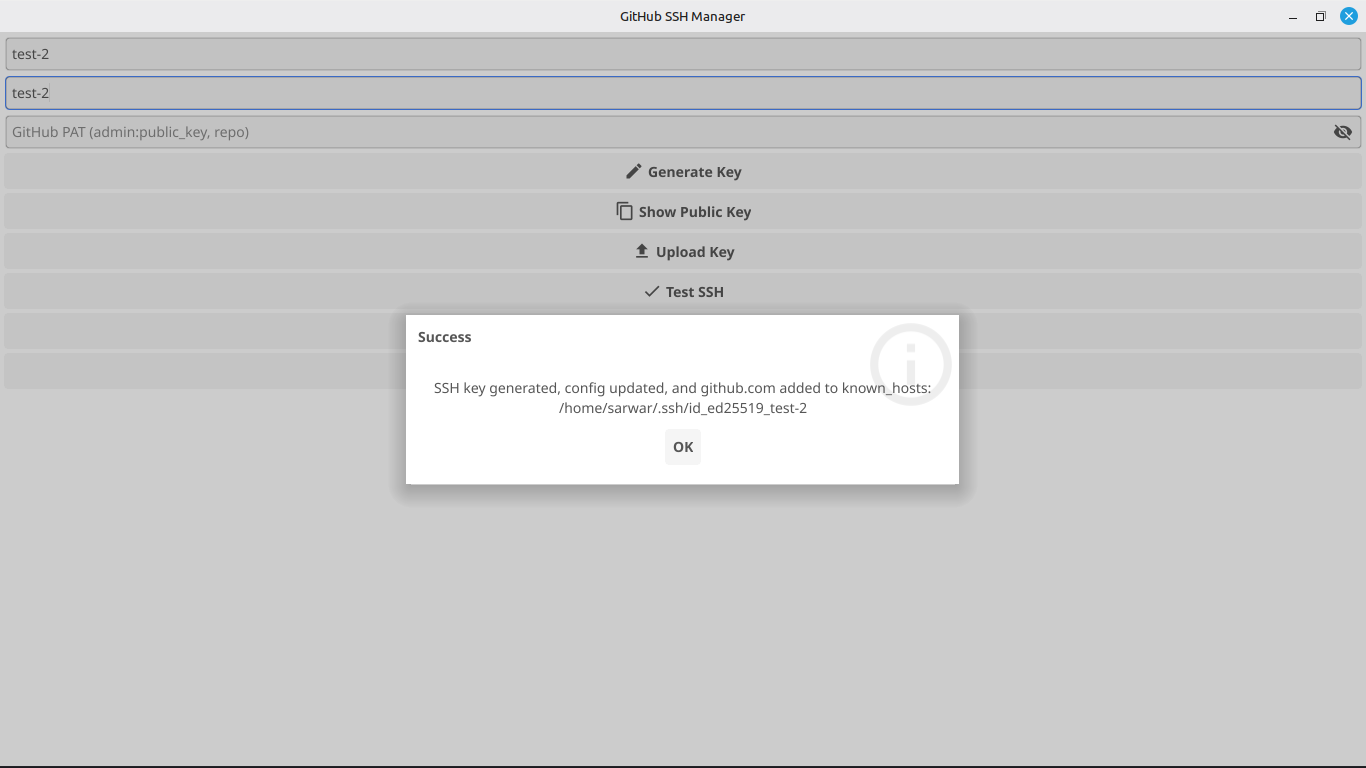 GitHub SSH Manager
test-2
test-2
GitHub PAT (admin:public_key, repo)
Generate Key
Show Public Key
Upload Key
Test SSH
Success
SSH key generated, config updated, and github.com added to known_hosts:
/home/sarwar/.ssh/id_ed25519_test-2
OK